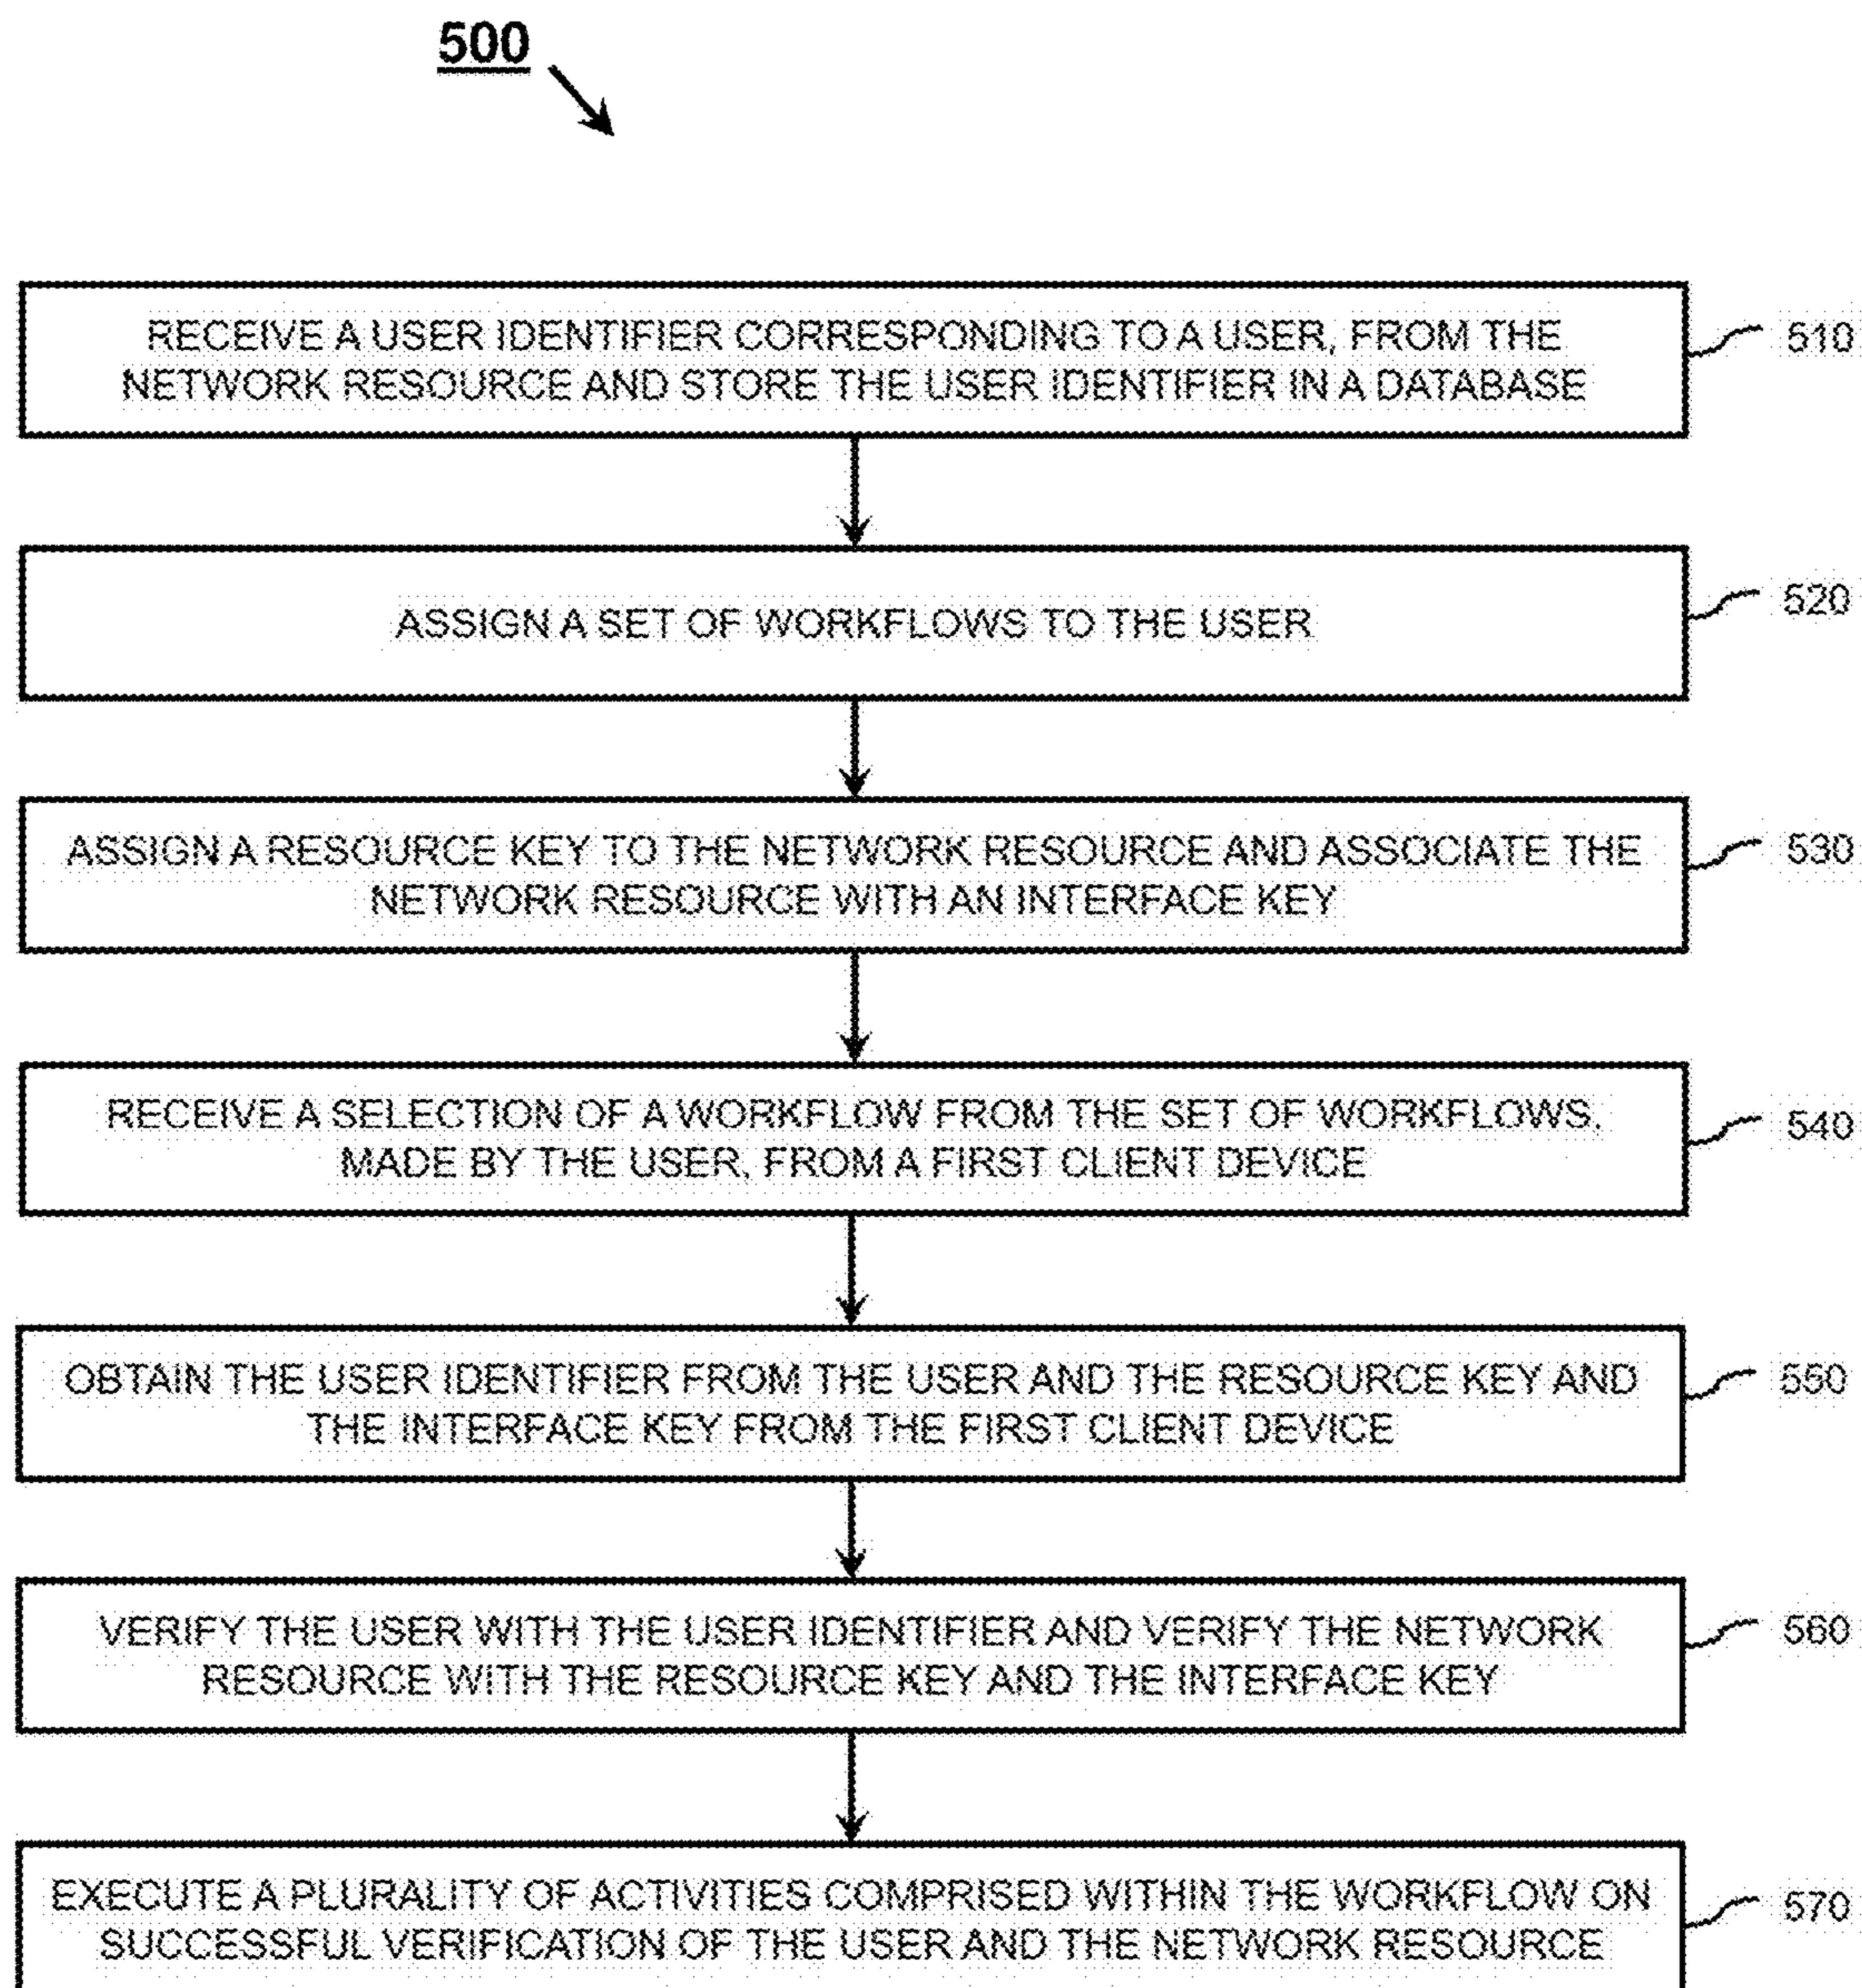 500
RECEIVE A USER IDENTIFIER CORRESPONDING TO A USER, FROM THE
NETWORK RESOURCE AND STORE THE USER IDENTIFIER IN A DATABASE
510
ASSIGN A SET OF WORKFLOWS TO THE USER
520
ASSIGN A RESOURCE KEY TO THE NETWORK RESOURCE AND ASSOCIATE THE
NETWORK RESOURCE WITH AN INTERFACE KEY
530
RECEIVE A SELECTION OF A WORKFLOW FROM THE SET OF WORKFLOWS,
MADE BY THE USER, FROM A FIRST CLIENT DEVICE
540
OBTAIN THE USER IDENTIFIER FROM THE USER AND THE RESOURCE KEY AND
THE INTERFACE KEY FROM THE FIRST CLIENT DEVICE
550
VERIFY THE USER WITH THE USER IDENTIFIER AND VERIFY THE NETWORK
RESOURCE WITH THE RESOURCE KEY AND THE INTERFACE KEY
560
EXECUTE A PLURALITY OF ACTIVITIES COMPRISED WITHIN THE WORKFLOW ON
SUCCESSFUL VERIFICATION OF THE USER AND THE NETWORK RESOURCE
570